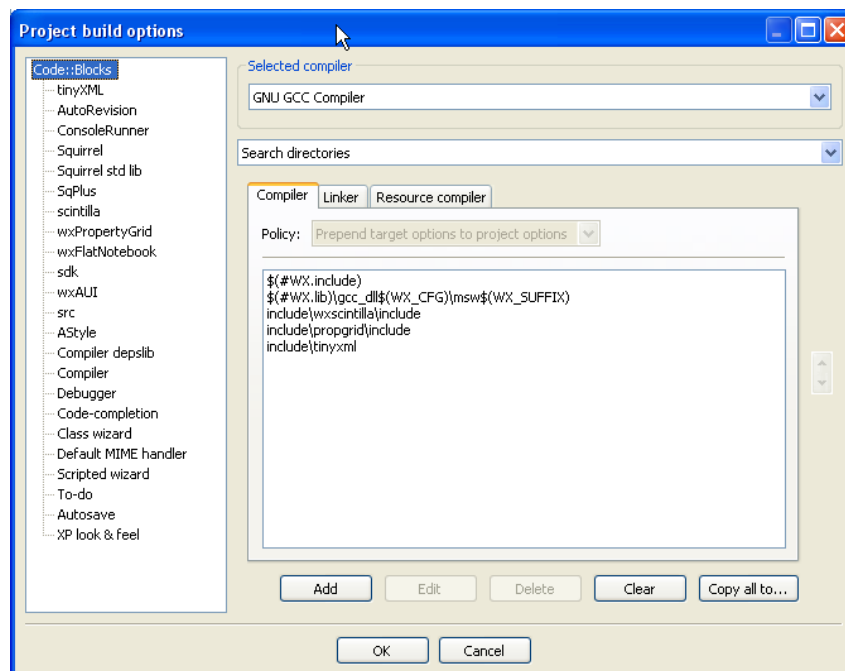 Project build options
Code::Blocks
tinyXML
AutoRevision
ConsoleRunner
Squirrel
Squirrel std lib
SqPlus
scintilla
wxPropertyGrid
wxFlatNotebook
sdk
wxAUI
src
AStyle
Compiler depslib
Compiler
Debugger
Code-completion
Class wizard
Default MIME handler
Scripted wizard
To-do
Autosave
XP look & feel
Selected compiler
GNU GCC Compiler
Search directories
Compiler Linker Resource compiler
Policy: Prepend target options to project options
$(#WX.include)
$(#WX.lib)\gcc_dll$(WX_CFG)\msw$(WX_SUFFIX)
include\wxscintilla\include
include\propgrid\include
include\tinyxml
Add Edit Delete Clear Copy all to...
OK Cancel